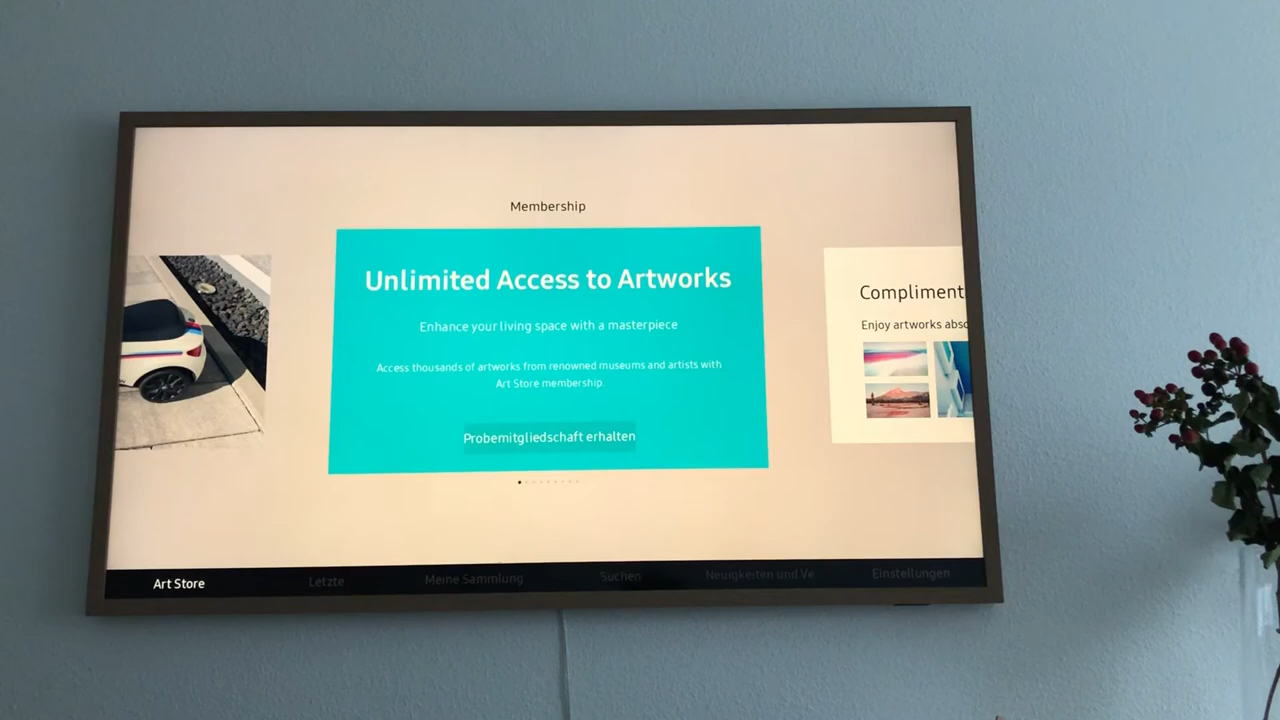 Membership
Unlimited Access to Artworks
Enhance your living space with a masterpiece
Access thousands of artworks from renowned museums and artists with
Art Store membership.
Probemitgliedschaft erhalten
Compliment
Enjoy artworks abso
Art Store
Letzte
Meine Sammlung
Suchen
Neuigkeiten und Ve
Einstellungen